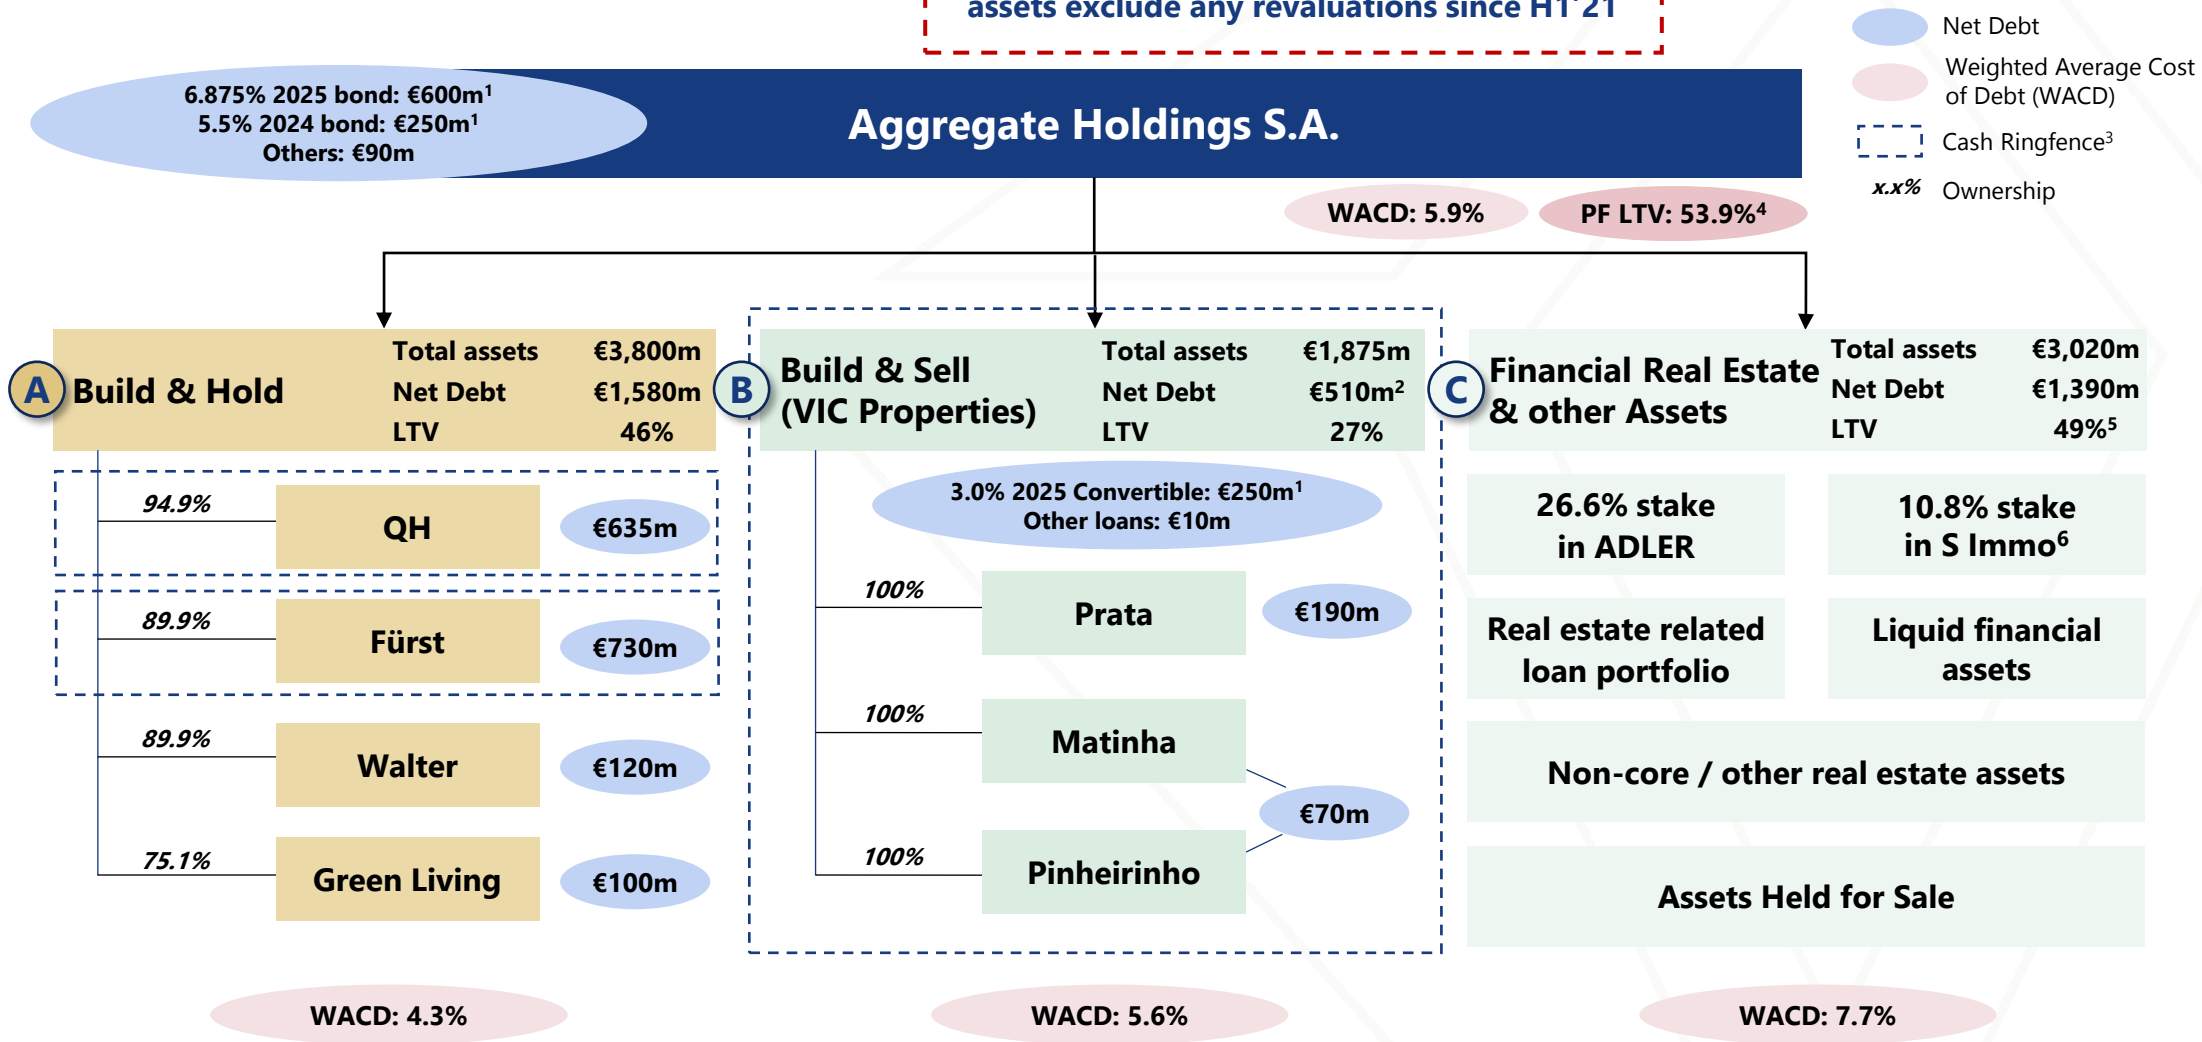 assets exclude any revaluations since H1'21
Net Debt
Weighted Average Cost
of Debt (WACD)
Cash Ringfence³
x.x% Ownership
6.875% 2025 bond: €600m¹
5.5% 2024 bond: €250m¹
Others: €90m
Aggregate Holdings S.A.
WACD: 5.9%
PF LTV: 53.9%⁴
A
Build & Hold
Total assets €3,800m
Net Debt €1,580m
LTV 46%
94.9%
QH
€635m
89.9%
Fürst
€730m
89.9%
Walter
€120m
75.1%
Green Living
€100m
WACD: 4.3%
B
Build & Sell
(VIC Properties)
Total assets €1,875m
Net Debt €510m²
LTV 27%
3.0% 2025 Convertible: €250m¹
Other loans: €10m
100%
Prata
€190m
100%
Matinha
€70m
100%
Pinheirinho
WACD: 5.6%
C
Financial Real Estate
& other Assets
Total assets €3,020m
Net Debt €1,390m
LTV 49%⁵
26.6% stake
in ADLER
10.8% stake
in S Immo⁶
Real estate related
loan portfolio
Liquid financial
assets
Non-core / other real estate assets
Assets Held for Sale
WACD: 7.7%